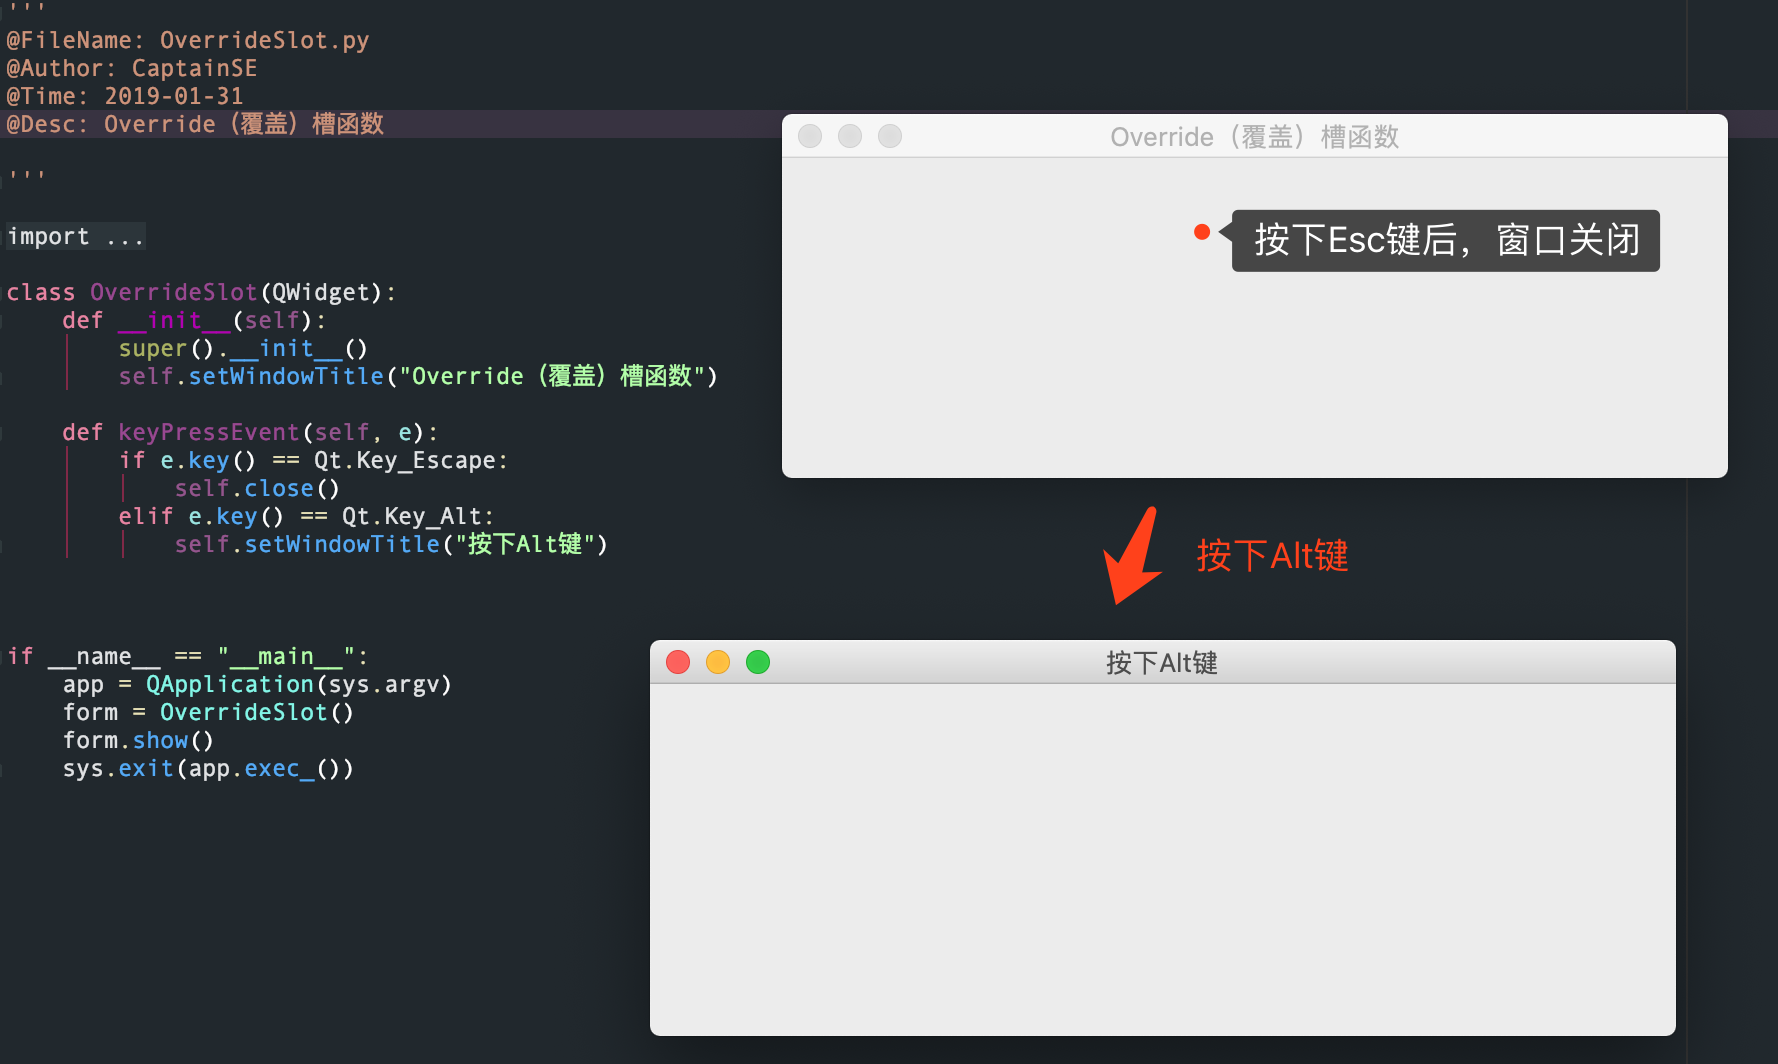 '''
@FileName: OverrideSlot.py
@Author: CaptainSE
@Time: 2019-01-31
@Desc: Override（覆盖）槽函数
'''
import ...
class OverrideSlot(QWidget):
    def __init__(self):
        super().__init__()
        self.setWindowTitle("Override（覆盖）槽函数")
    def keyPressEvent(self, e):
        if e.key() == Qt.Key_Escape:
            self.close()
        elif e.key() == Qt.Key_Alt:
            self.setWindowTitle("按下Alt键")
if __name__ == "__main__":
    app = QApplication(sys.argv)
    form = OverrideSlot()
    form.show()
    sys.exit(app.exec_())
Override（覆盖）槽函数
按下Esc键后，窗口关闭
按下Alt键
按下Alt键